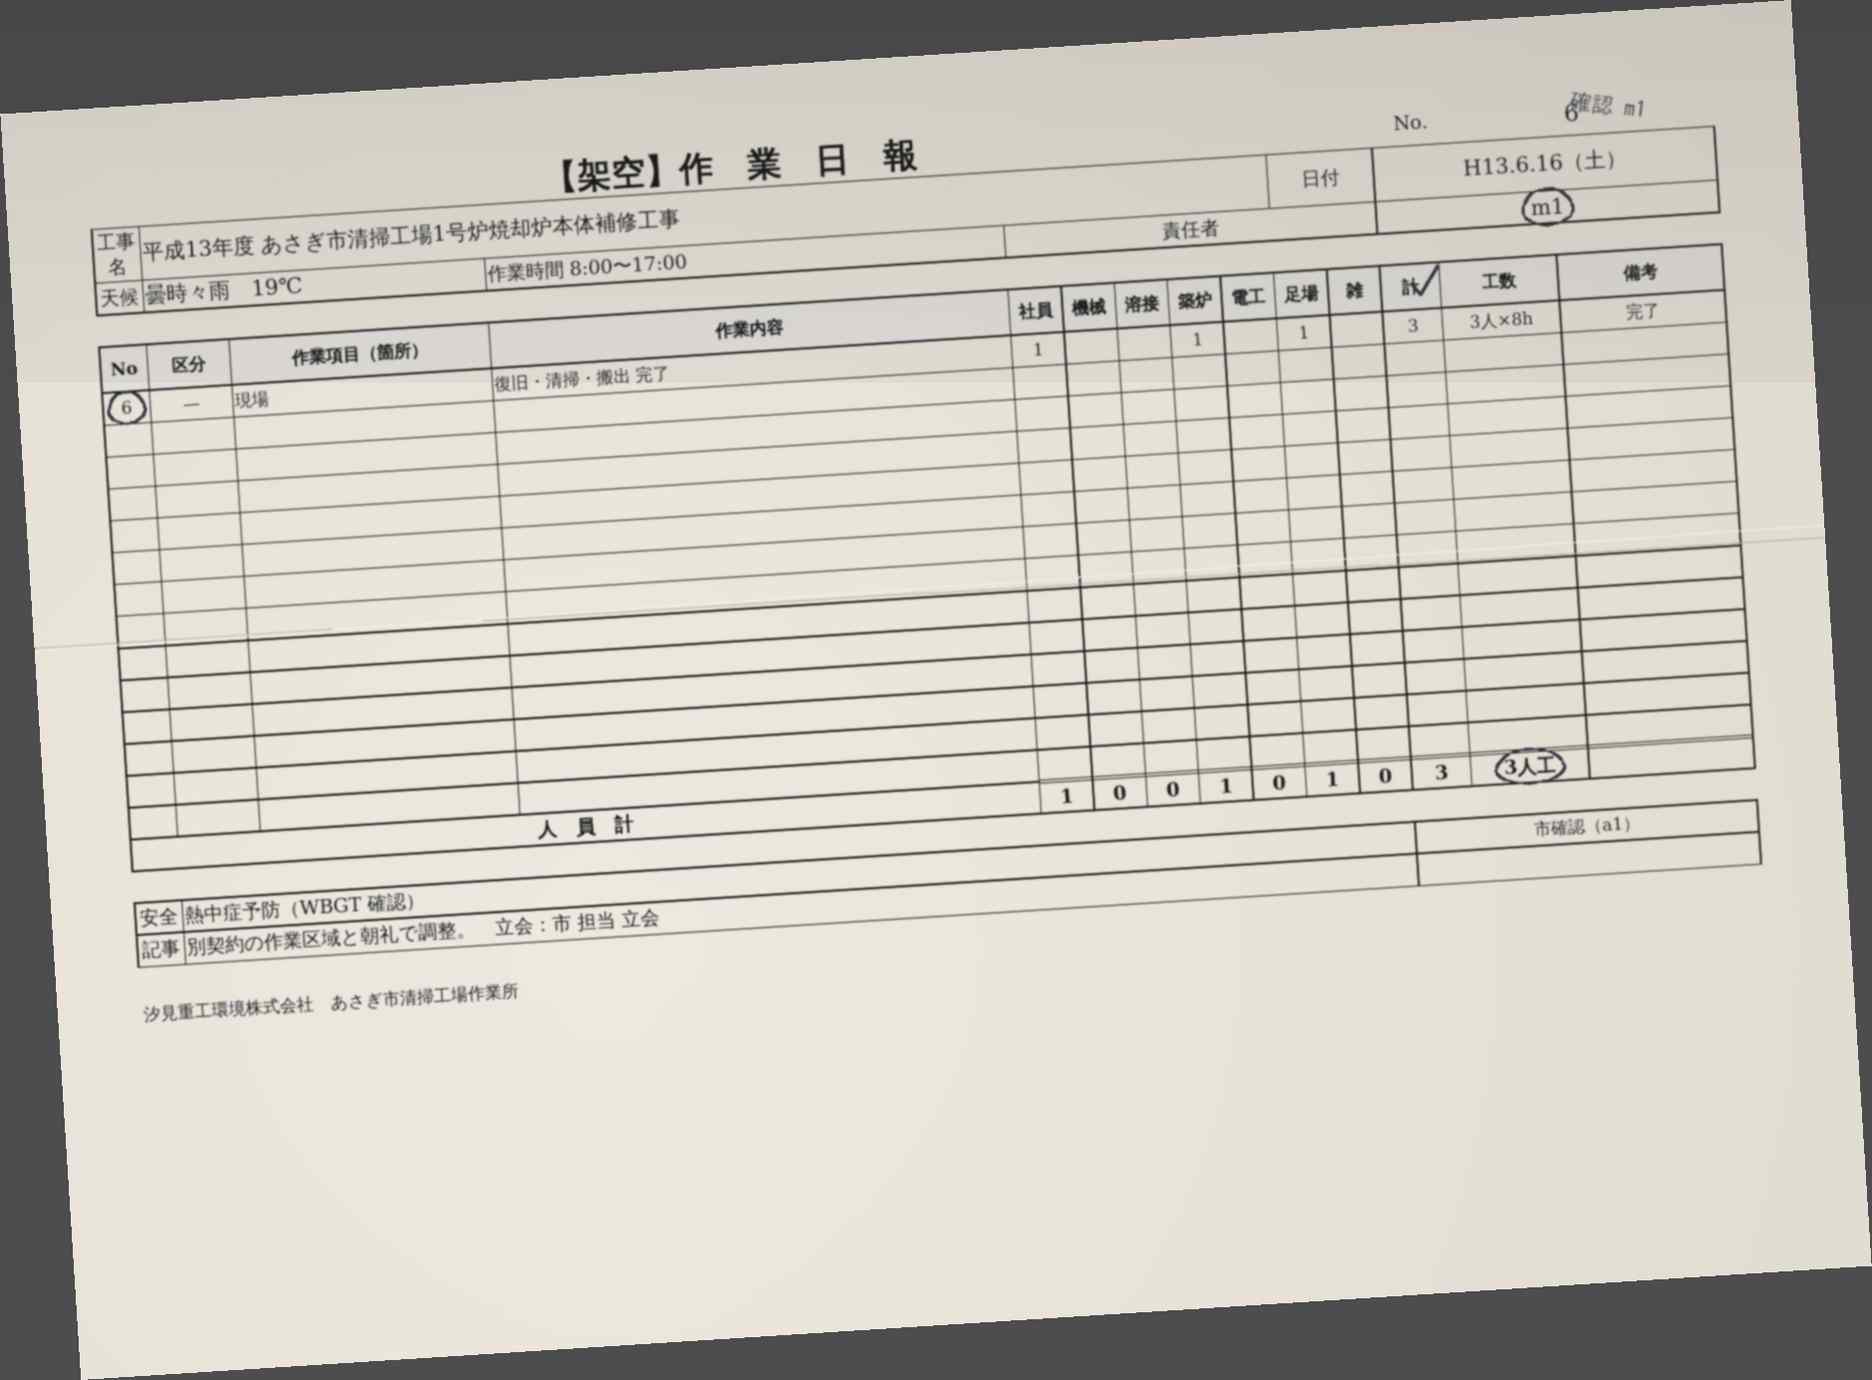 確認 m1
No. 6
【架空】作 業 日 報
工事名 平成13年度 あさぎ市清掃工場1号炉焼却炉本体補修工事 日付 H13.6.16（土）
天候 曇時々雨 19℃ 作業時間 8:00〜17:00 責任者 m1
No 区分 作業項目（箇所） 作業内容 社員 機械 溶接 築炉 電工 足場 雑 計 工数 備考
6 — 現場 復旧・清掃・搬出 完了 1 1 1 3 3人×8h 完了
人 員 計 1 0 0 1 0 1 0 3 3人工
市確認（a1）
安全 熱中症予防（WBGT 確認）
記事 別契約の作業区域と朝礼で調整。 立会：市 担当 立会
汐見重工環境株式会社 あさぎ市清掃工場作業所